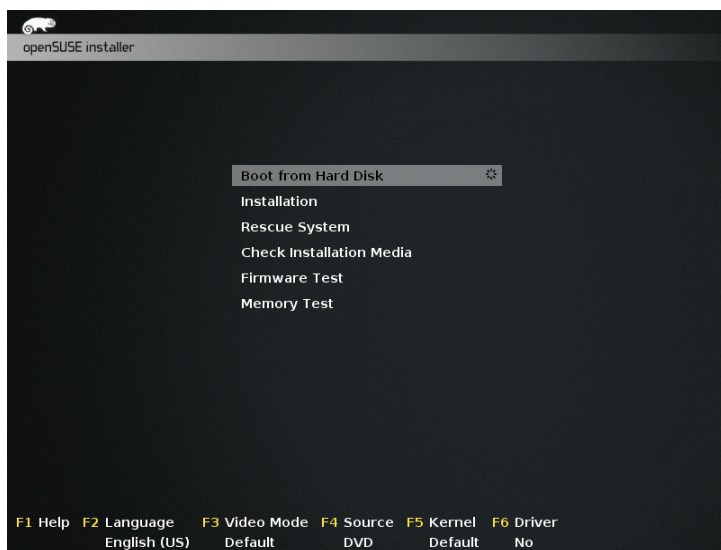 openSUSE installer
Boot from Hard Disk
Installation
Rescue System
Check Installation Media
Firmware Test
Memory Test
F1 Help F2 Language F3 Video Mode F4 Source F5 Kernel F6 Driver
English (US) Default DVD Default No